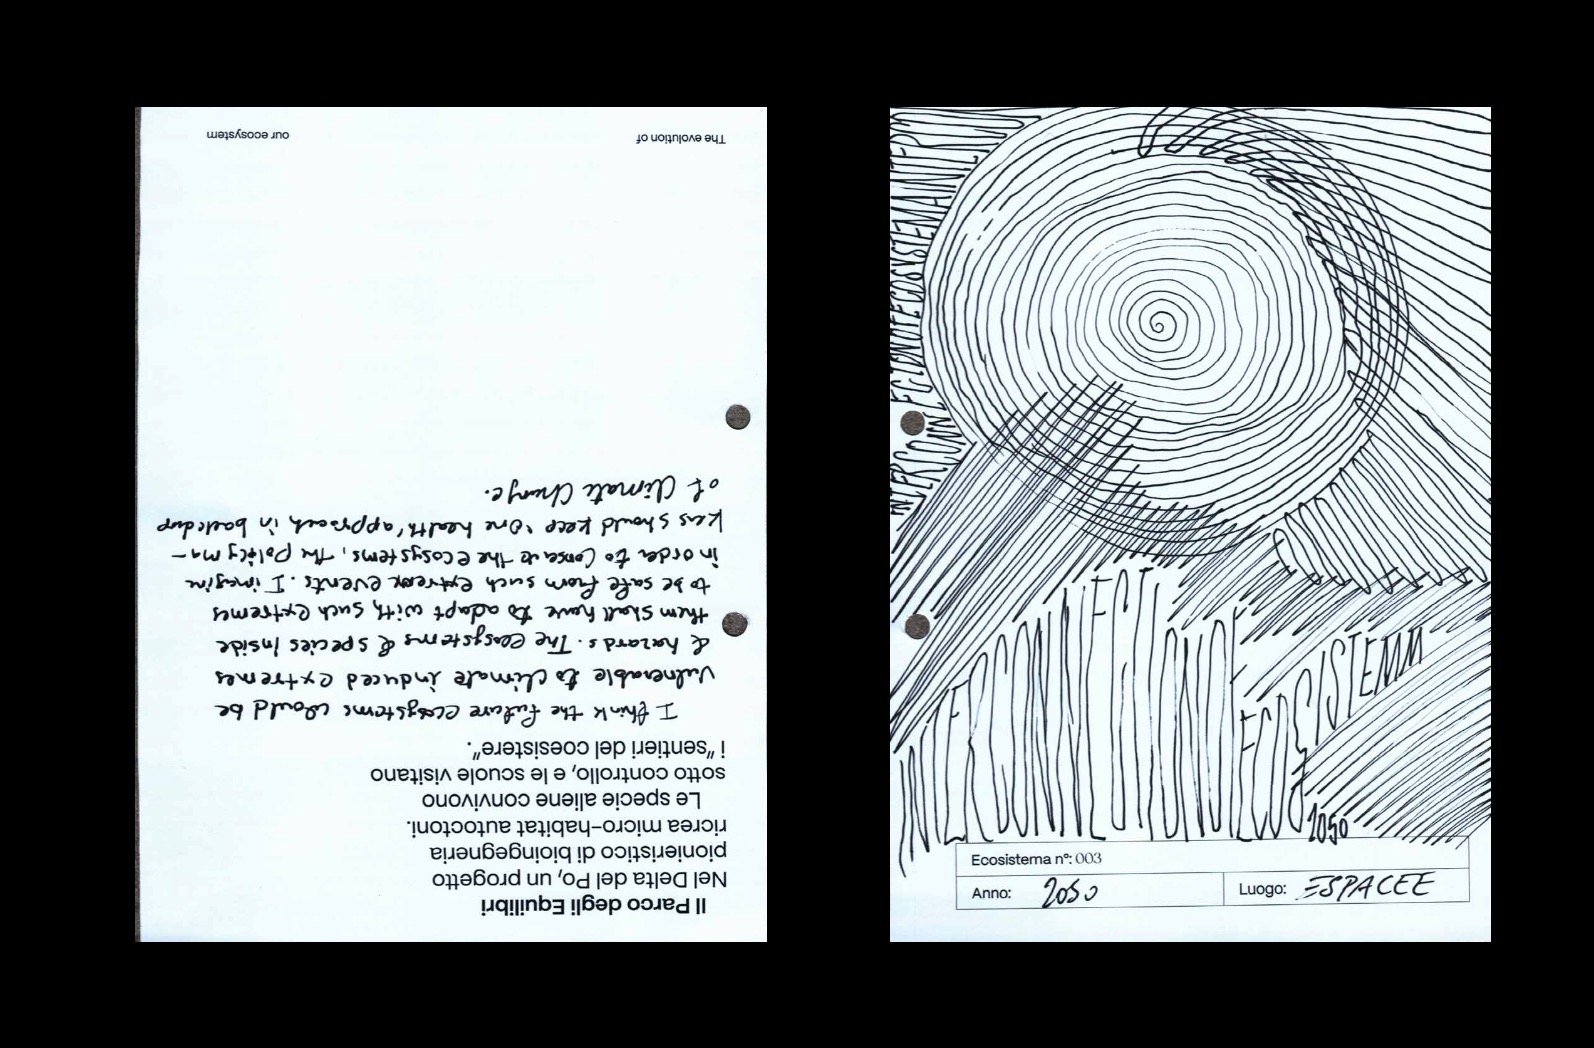 Il Parco degli Equilibri
Nel Delta del Po, un progetto
pionieristico di bioingegneria
ricrea micro-habitat autoctoni.
Le specie aliene convivono
sotto controllo, e le scuole visitano
i "sentieri del coesistere".
I think the future ecosystems would be
vulnerable to climate induced extremes
& hazards. The ecosystems & species inside
them shall have to adapt with such extremes
to be safe from such extreme events. I imagine
in order to conserve the ecosystems, the policy ma-
kers should keep 'One health' approach in backdrop
of climate change.
The evolution of
our ecosystem
2050
Ecosistema n°: 003
Anno: 2050
Luogo: ESPACEE